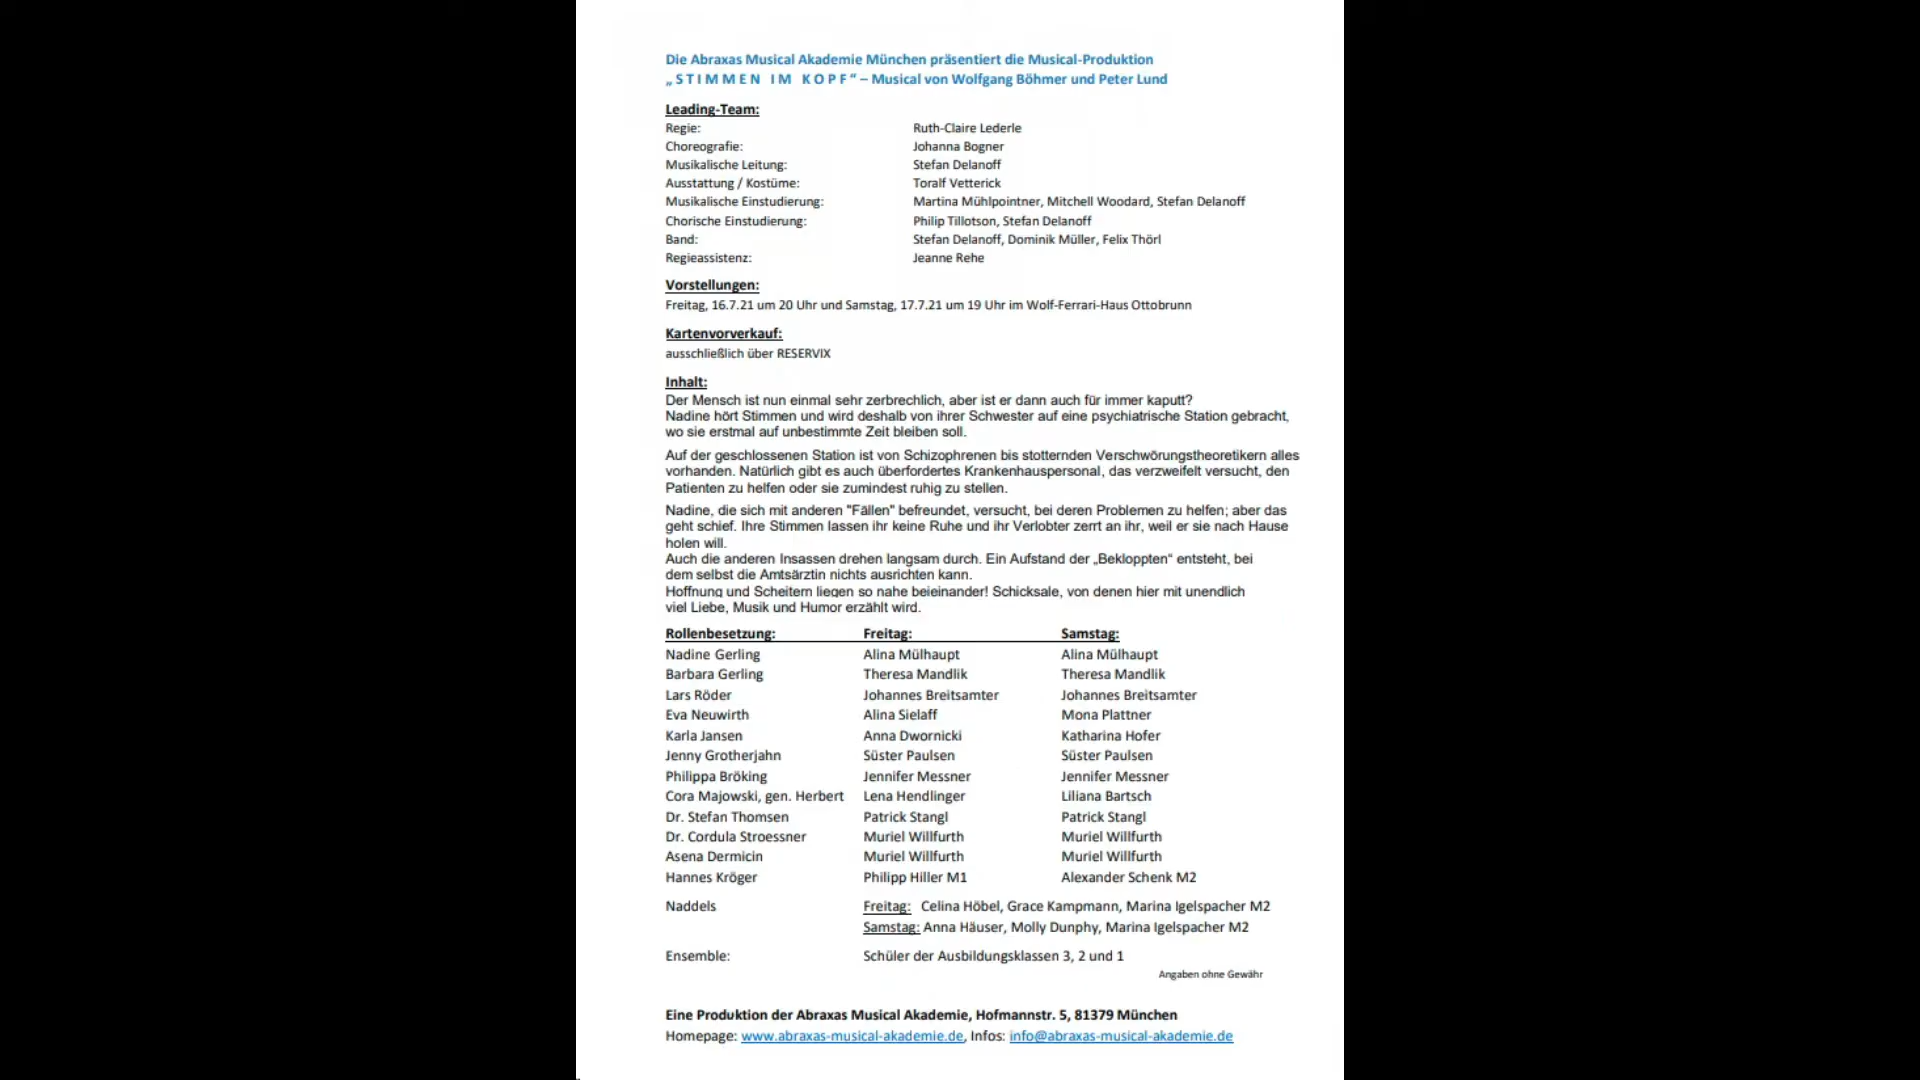 Die Abraxas Musical Akademie München präsentiert die Musical-Produktion
„ S T I M M E N  I M  K O P F “ – Musical von Wolfgang Böhmer und Peter Lund
Leading-Team:
Regie: Ruth-Claire Lederle
Choreografie: Johanna Bogner
Musikalische Leitung: Stefan Delanoff
Ausstattung / Kostüme: Toralf Vetterick
Musikalische Einstudierung: Martina Mühlpointner, Mitchell Woodard, Stefan Delanoff
Chorische Einstudierung: Philip Tillotson, Stefan Delanoff
Band: Stefan Delanoff, Dominik Müller, Felix Thörl
Regieassistenz: Jeanne Rehe
Vorstellungen:
Freitag, 16.7.21 um 20 Uhr und Samstag, 17.7.21 um 19 Uhr im Wolf-Ferrari-Haus Ottobrunn
Kartenvorverkauf:
ausschließlich über RESERVIX
Inhalt:
Der Mensch ist nun einmal sehr zerbrechlich, aber ist er dann auch für immer kaputt?
Nadine hört Stimmen und wird deshalb von ihrer Schwester auf eine psychiatrische Station gebracht,
wo sie erstmal auf unbestimmte Zeit bleiben soll.
Auf der geschlossenen Station ist von Schizophrenen bis stotternden Verschwörungstheoretikern alles
vorhanden. Natürlich gibt es auch überfordertes Krankenhauspersonal, das verzweifelt versucht, den
Patienten zu helfen oder sie zumindest ruhig zu stellen.
Nadine, die sich mit anderen "Fällen" befreundet, versucht, bei deren Problemen zu helfen; aber das
geht schief. Ihre Stimmen lassen ihr keine Ruhe und ihr Verlobter zerrt an ihr, weil er sie nach Hause
holen will.
Auch die anderen Insassen drehen langsam durch. Ein Aufstand der „Bekloppten“ entsteht, bei
dem selbst die Amtsärztin nichts ausrichten kann.
Hoffnung und Scheitern liegen so nahe beieinander! Schicksale, von denen hier mit unendlich
viel Liebe, Musik und Humor erzählt wird.
Rollenbesetzung: Freitag: Samstag:
Nadine Gerling Alina Mülhaupt Alina Mülhaupt
Barbara Gerling Theresa Mandlik Theresa Mandlik
Lars Röder Johannes Breitsamter Johannes Breitsamter
Eva Neuwirth Alina Sielaff Mona Plattner
Karla Jansen Anna Dwornicki Katharina Hofer
Jenny Grotherjahn Süster Paulsen Süster Paulsen
Philippa Bröking Jennifer Messner Jennifer Messner
Cora Majowski, gen. Herbert Lena Hendlinger Liliana Bartsch
Dr. Stefan Thomsen Patrick Stangl Patrick Stangl
Dr. Cordula Stroessner Muriel Willfurth Muriel Willfurth
Asena Dermicin Muriel Willfurth Muriel Willfurth
Hannes Kröger Philipp Hiller M1 Alexander Schenk M2
Naddels Freitag: Celina Höbel, Grace Kampmann, Marina Igelspacher M2
Samstag: Anna Häuser, Molly Dunphy, Marina Igelspacher M2
Ensemble: Schüler der Ausbildungsklassen 3, 2 und 1
Angaben ohne Gewähr
Eine Produktion der Abraxas Musical Akademie, Hofmannstr. 5, 81379 München
Homepage: www.abraxas-musical-akademie.de, Infos: info@abraxas-musical-akademie.de